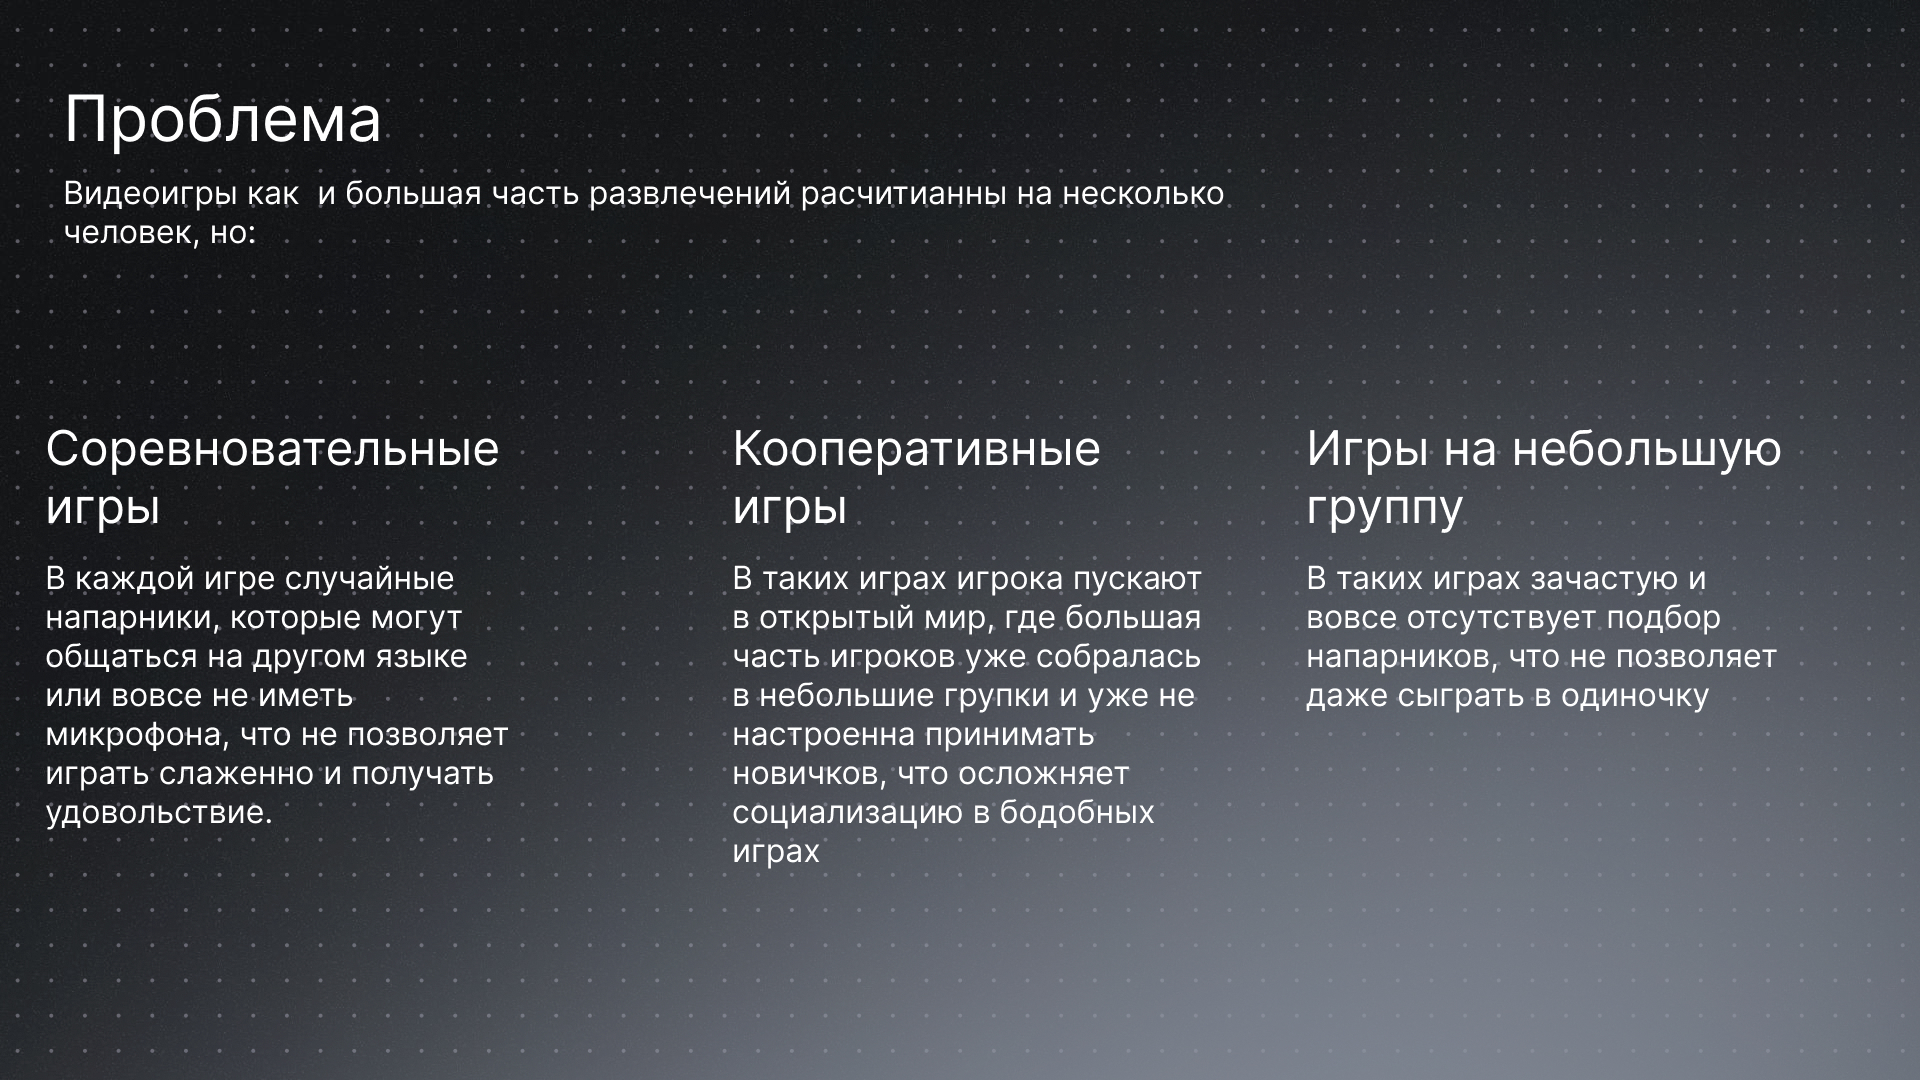 Проблема
Видеоигры как  и большая часть развлечений расчитианны на несколько
человек, но:
Соревновательные
игры
В каждой игре случайные
напарники, которые могут
общаться на другом языке
или вовсе не иметь
микрофона, что не позволяет
играть слаженно и получать
удовольствие.
Кооперативные
игры
В таких играх игрока пускают
в открытый мир, где большая
часть игроков уже собралась
в небольшие групки и уже не
настроенна принимать
новичков, что осложняет
социализацию в бодобных
играх
Игры на небольшую
группу
В таких играх зачастую и
вовсе отсутствует подбор
напарников, что не позволяет
даже сыграть в одиночку